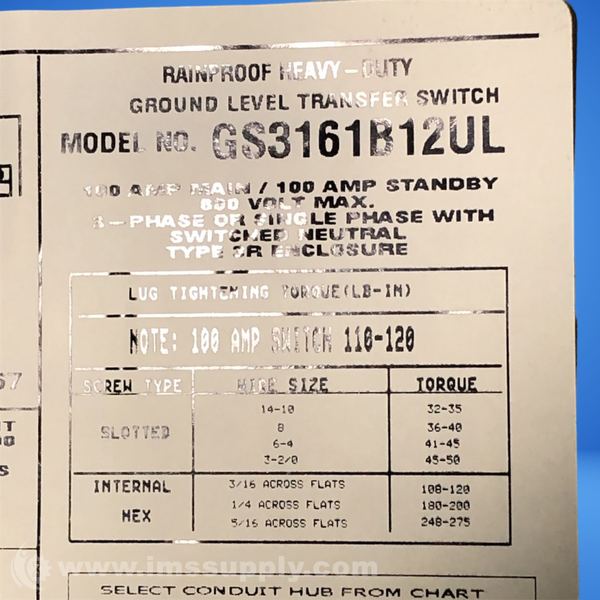 RAINPROOF HEAVY-DUTY
GROUND LEVEL TRANSFER SWITCH
MODEL NO. GS3161B12UL
100 AMP MAIN / 100 AMP STANDBY
600 VOLT MAX.
3-PHASE OR SINGLE PHASE WITH
SWITCHED NEUTRAL
TYPE 3R ENCLOSURE
LUG TIGHTENING TORQUE(LB-IN)
NOTE: 100 AMP SWITCH 110-120
SCREW TYPE WIRE SIZE TORQUE
SLOTTED 14-10 32-35
8 36-40
6-4 41-45
3-2/0 45-50
INTERNAL HEX 3/16 ACROSS FLATS 108-120
1/4 ACROSS FLATS 180-200
5/16 ACROSS FLATS 248-275
SELECT CONDUIT HUB FROM CHART
www.imssupply.com